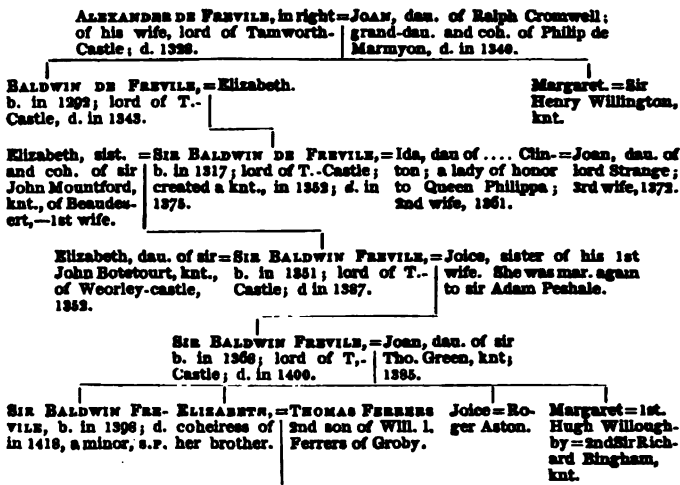 ALEXANDER DE FREVILE, in right=JOAN, dau. of Ralph Cromwell;
of his wife, lord of Tamworth- grand-dau. and coh. of Philip de
Castle; d. 1328. Marmyon, d. in 1340.
BALDWIN DE FREVILE,=Elizabeth.
b. in 1292; lord of T.-
Castle, d. in 1343.
Margaret.=Sir
Henry Willington,
knt.
Elizabeth, sist.
and coh. of sir
John Mountford,
knt., of Beaudes-
ert,—1st wife.
=SIR BALDWIN DE FREVILE,=
b. in 1317; lord of T.-Castle;
created a knt., in 1352; d. in
1375.
Ida, dau of .... Clin-
ton; a lady of honor
to Queen Philippa;
2nd wife, 1361.
=Joan, dau. of
lord Strange;
3rd wife, 1372.
Elizabeth, dau. of sir
John Botetourt, knt.,
of Weorley-castle,
1352.
=SIR BALDWIN FREVILE,=
b. in 1351; lord of T.-
Castle; d in 1387.
Joice, sister of his 1st
wife. She was mar. again
to sir Adam Peshale.
SIR BALDWIN FREVILE,=
b. in 1368; lord of T,-
Castle; d. in 1400.
Joan, dau. of sir
Tho. Green, knt;
1395.
SIR BALDWIN FRE-
VILE, b. in 1398; d.
in 1418, a minor, S.P.
ELIZABETH,=
coheiress of
her brother.
THOMAS FERRERS
2nd son of Will. l.
Ferrers of Groby.
Joice=Ro-
ger Aston.
Margaret=1st.
Hugh Willough-
by=2nd Sir Rich-
ard Bingham,
knt.